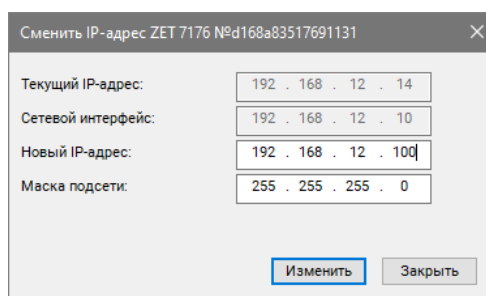 Сменить IP-адрес ZET 7176 №d168a83517691131
Текущий IP-адрес: 192 . 168 . 12 . 14
Сетевой интерфейс: 192 . 168 . 12 . 10
Новый IP-адрес: 192 . 168 . 12 . 100
Маска подсети: 255 . 255 . 255 . 0
Изменить Закрыть